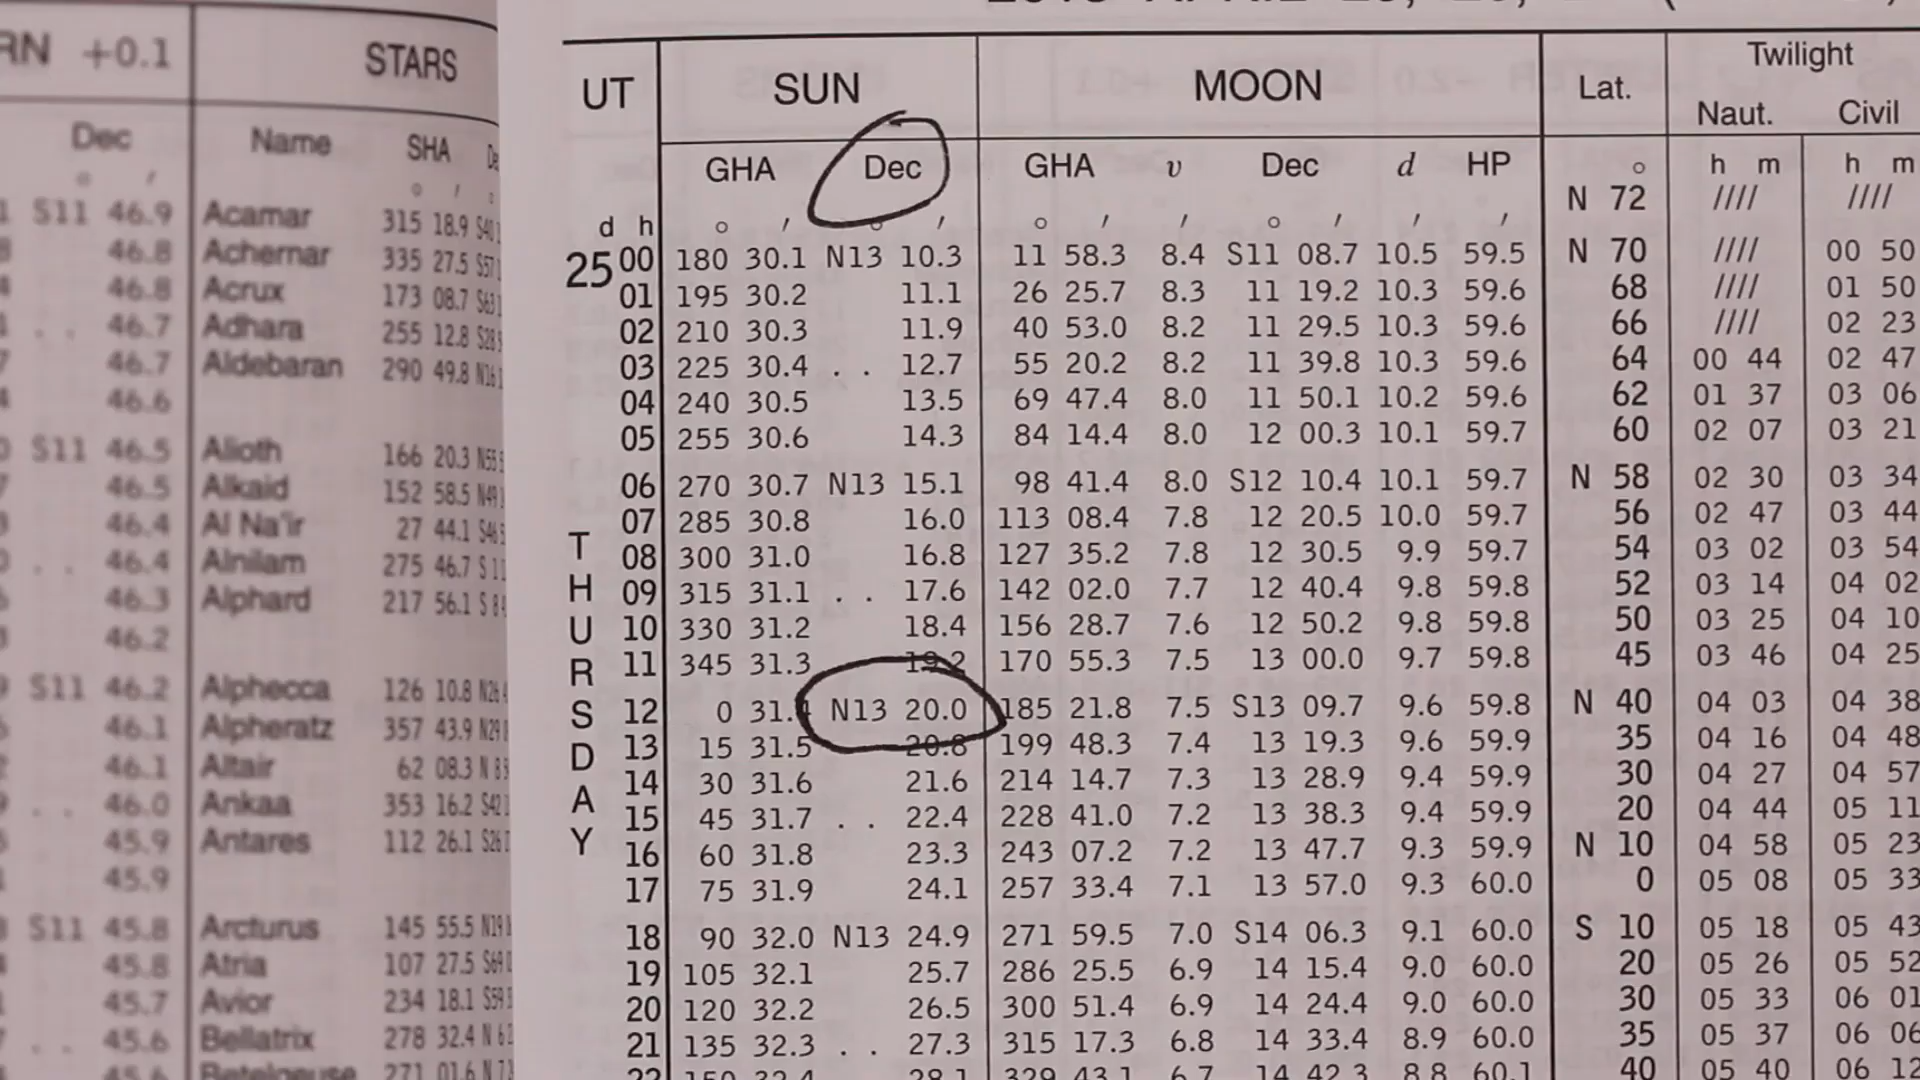 +0.1
STARS
Dec
Name SHA
S11 46.9 Acamar 315 18.9
46.8 Achernar 335 27.5
46.8 Acrux 173 08.7
. . 46.7 Adhara 255 12.8
46.7 Aldebaran 290 49.8
46.6
S11 46.5 Alioth 166 20.3
46.5 Alkaid 152 58.5
46.4 Al Na'ir 27 44.1
. . 46.4 Alnilam 275 46.7
46.3 Alphard 217 56.1
46.2
S11 46.2 Alphecca 126 10.8
46.1 Alpheratz 357 43.9
46.1 Altair 62 08.3
. . 46.0 Ankaa 353 16.2
45.9 Antares 112 26.1
45.9
S11 45.8 Arcturus 145 55.5
45.8 Atria 107 27.5
45.7 Avior 234 18.1
. . 45.6 Bellatrix 278 32.4
45.6 Betelgeuse 271 01.6
UT SUN MOON Lat. Twilight
Naut. Civil
GHA Dec GHA v Dec d HP
d h ° ′ ° ′ ° ′ ′ ° ′ ′ ′ ° h m h m
N 72 //// ////
25 00 180 30.1 N13 10.3 11 58.3 8.4 S11 08.7 10.5 59.5 N 70 //// 00 50
01 195 30.2 11.1 26 25.7 8.3 11 19.2 10.3 59.6 68 //// 01 50
02 210 30.3 11.9 40 53.0 8.2 11 29.5 10.3 59.6 66 //// 02 23
03 225 30.4 . . 12.7 55 20.2 8.2 11 39.8 10.3 59.6 64 00 44 02 47
04 240 30.5 13.5 69 47.4 8.0 11 50.1 10.2 59.6 62 01 37 03 06
05 255 30.6 14.3 84 14.4 8.0 12 00.3 10.1 59.7 60 02 07 03 21
06 270 30.7 N13 15.1 98 41.4 8.0 S12 10.4 10.1 59.7 N 58 02 30 03 34
07 285 30.8 16.0 113 08.4 7.8 12 20.5 10.0 59.7 56 02 47 03 44
08 300 31.0 16.8 127 35.2 7.8 12 30.5 9.9 59.7 54 03 02 03 54
09 315 31.1 . . 17.6 142 02.0 7.7 12 40.4 9.8 59.8 52 03 14 04 02
10 330 31.2 18.4 156 28.7 7.6 12 50.2 9.8 59.8 50 03 25 04 10
11 345 31.3 19.2 170 55.3 7.5 13 00.0 9.7 59.8 45 03 46 04 25
12 0 31.4 N13 20.0 185 21.8 7.5 S13 09.7 9.6 59.8 N 40 04 03 04 38
13 15 31.5 20.8 199 48.3 7.4 13 19.3 9.6 59.9 35 04 16 04 48
14 30 31.6 21.6 214 14.7 7.3 13 28.9 9.4 59.9 30 04 27 04 57
15 45 31.7 . . 22.4 228 41.0 7.2 13 38.3 9.4 59.9 20 04 44 05 11
16 60 31.8 23.3 243 07.2 7.2 13 47.7 9.3 59.9 N 10 04 58 05 23
17 75 31.9 24.1 257 33.4 7.1 13 57.0 9.3 60.0 0 05 08 05 33
18 90 32.0 N13 24.9 271 59.5 7.0 S14 06.3 9.1 60.0 S 10 05 18 05 43
19 105 32.1 25.7 286 25.5 6.9 14 15.4 9.0 60.0 20 05 26 05 52
20 120 32.2 26.5 300 51.4 6.9 14 24.4 9.0 60.0 30 05 33 06 01
21 135 32.3 . . 27.3 315 17.3 6.8 14 33.4 8.9 60.0 35 05 37 06 06
22 150 32.4 28.1 329 43.1 6.7 14 42.3 8.8 60.1 40 05 40 06 12
THURSDAY